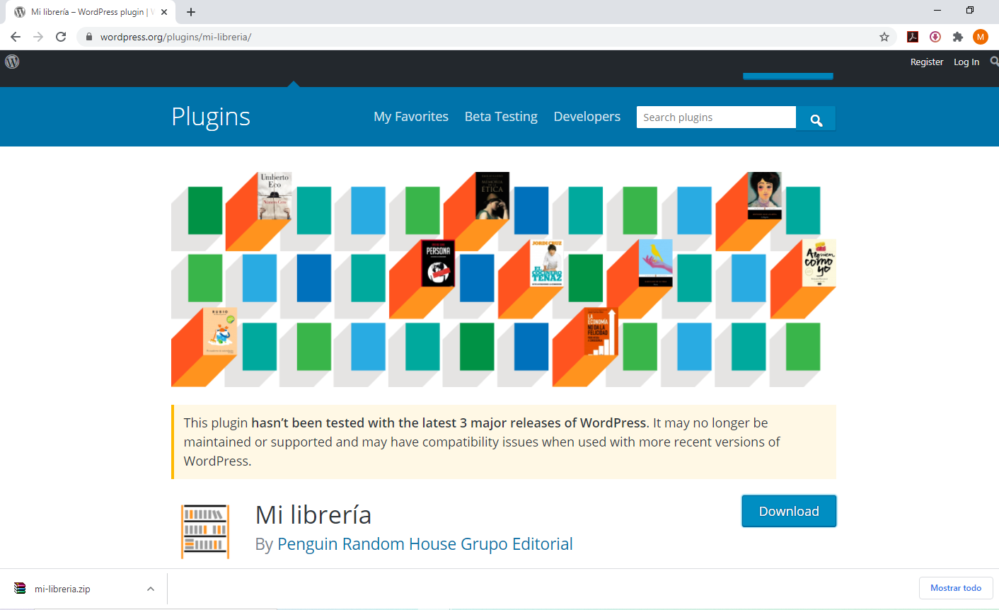 Mi librería – WordPress plugin | W
wordpress.org/plugins/mi-libreria/
M
Register Log In
Plugins
My Favorites Beta Testing Developers
Search plugins
Umberto
Eco
ÉTICA
PERSONA
JORDI CRUZ
EL
COCINERO
TENAZ
Alguien
como
yo
RUBIO
LA
ECONOMÍA
NO DA LA
FELICIDAD
This plugin hasn’t been tested with the latest 3 major releases of WordPress. It may no longer be
maintained or supported and may have compatibility issues when used with more recent versions of
WordPress.
Mi librería
Download
By Penguin Random House Grupo Editorial
mi-libreria.zip
Mostrar todo